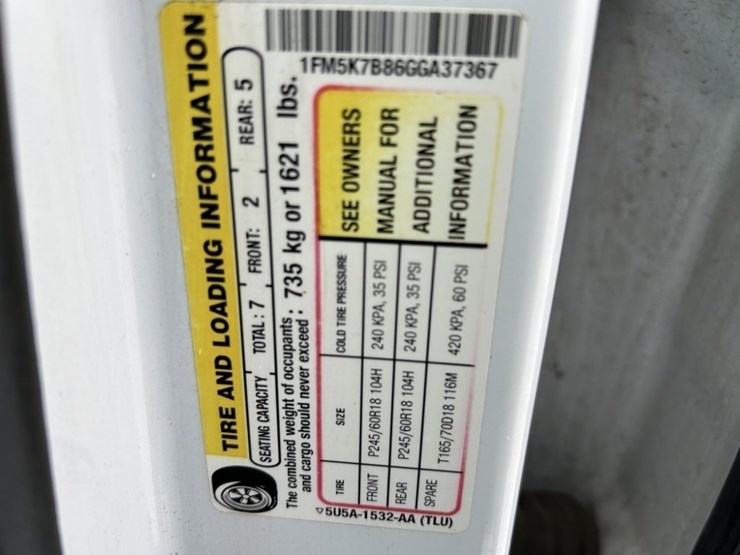 TIRE AND LOADING INFORMATION
SEATING CAPACITY TOTAL: 7 FRONT: 2 REAR: 5
The combined weight of occupants
and cargo should never exceed : 735 kg or 1621 lbs.
TIRE SIZE COLD TIRE PRESSURE
FRONT P245/60R18 104H 240 KPA, 35 PSI
REAR P245/60R18 104H 240 KPA, 35 PSI
SPARE T165/70D18 116M 420 KPA, 60 PSI
SEE OWNERS
MANUAL FOR
ADDITIONAL
INFORMATION
5U5A-1532-AA (TLU)
1FM5K7B86GGA37367